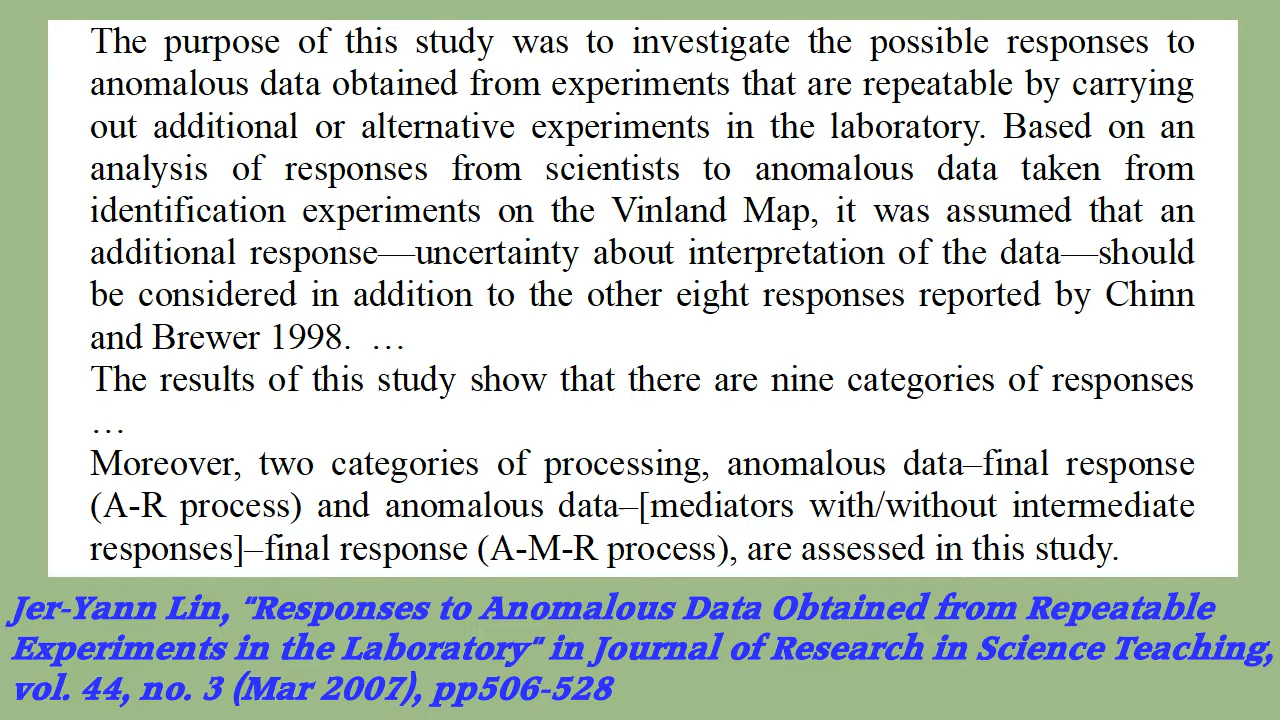 The purpose of this study was to investigate the possible responses to
anomalous data obtained from experiments that are repeatable by carrying
out additional or alternative experiments in the laboratory. Based on an
analysis of responses from scientists to anomalous data taken from
identification experiments on the Vinland Map, it was assumed that an
additional response—uncertainty about interpretation of the data—should
be considered in addition to the other eight responses reported by Chinn
and Brewer 1998.  …
The results of this study show that there are nine categories of responses
…
Moreover, two categories of processing, anomalous data–final response
(A-R process) and anomalous data–[mediators with/without intermediate
responses]–final response (A-M-R process), are assessed in this study.
Jer-Yann Lin, "Responses to Anomalous Data Obtained from Repeatable
Experiments in the Laboratory" in Journal of Research in Science Teaching,
vol. 44, no. 3 (Mar 2007), pp506-528